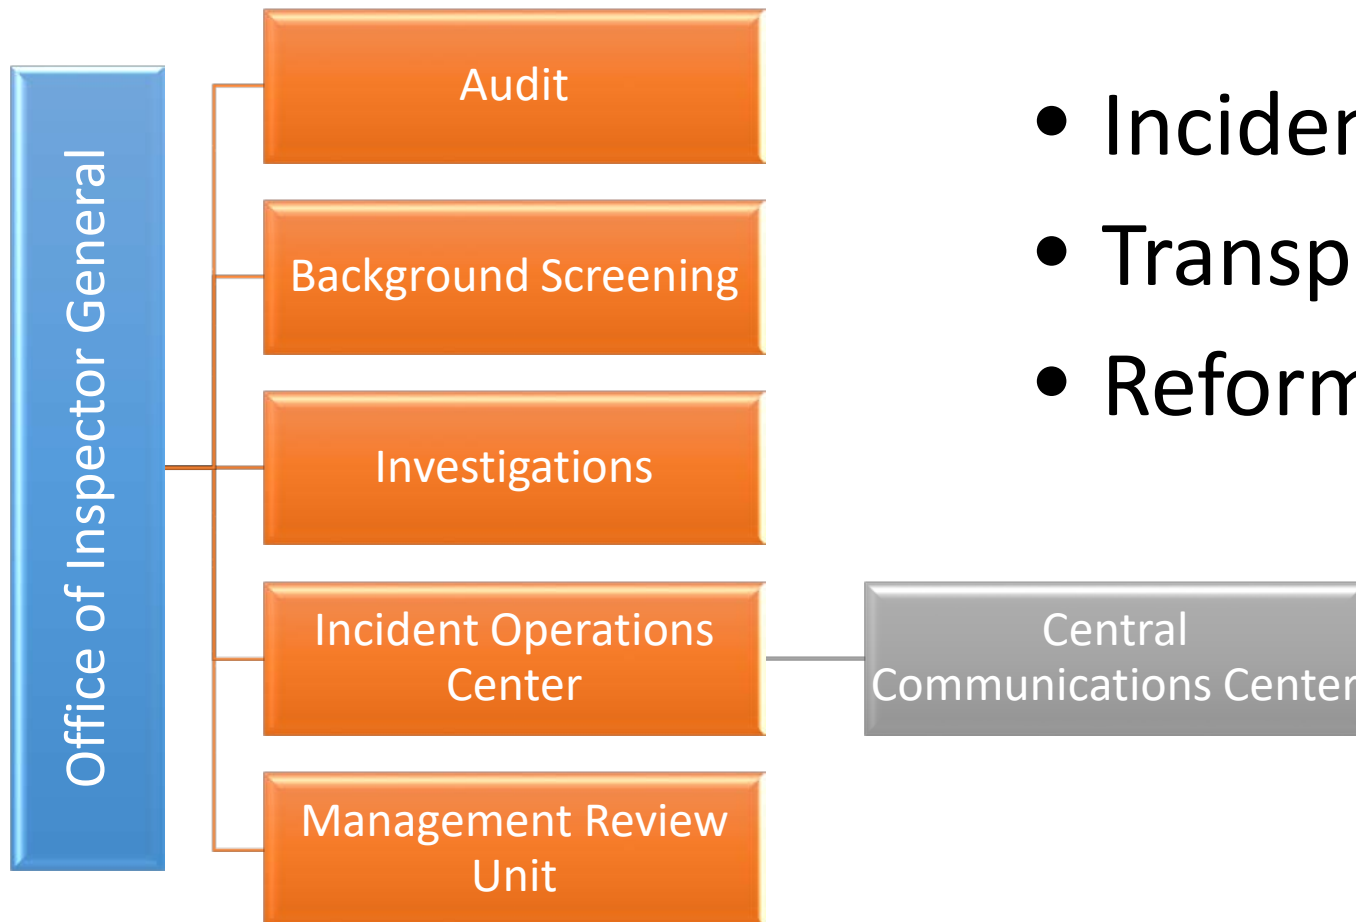 Office of Inspector General
Audit
Background Screening
Investigations
Incident Operations
Center
Central
Communications Center
Management Review
Unit
•
•
•